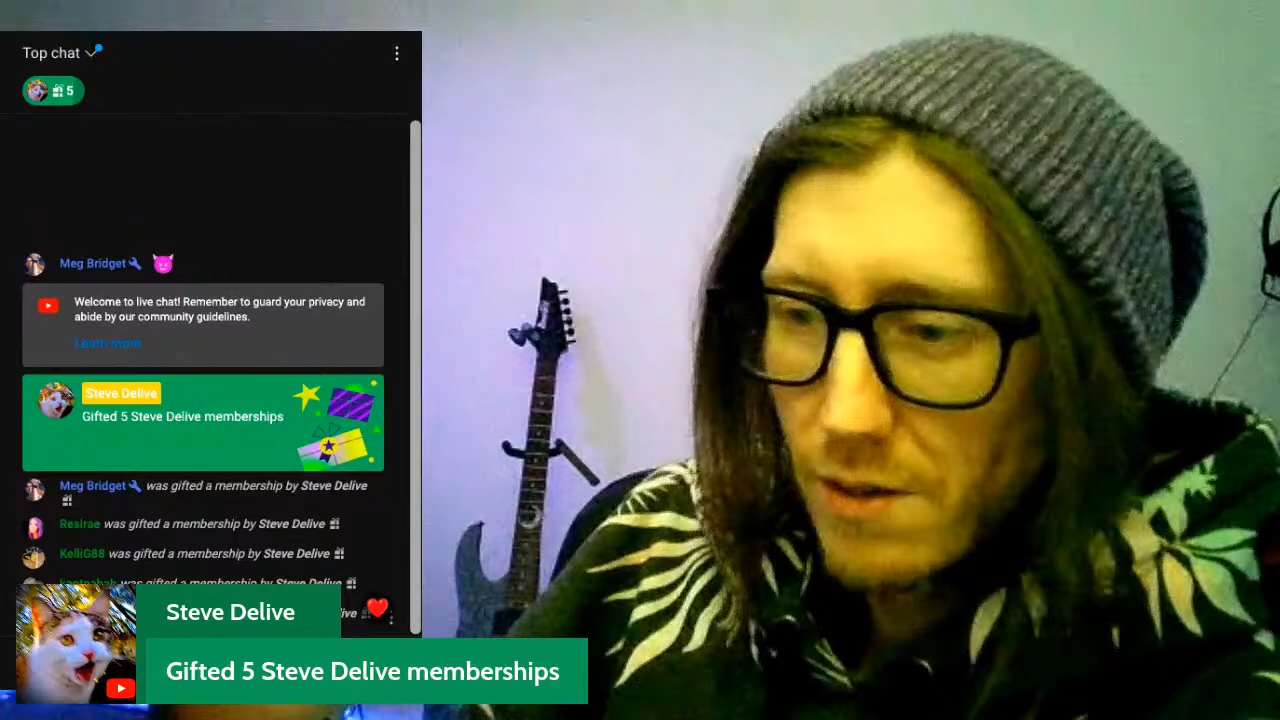 Top chat
5
Meg Bridget
Welcome to live chat! Remember to guard your privacy and
abide by our community guidelines.
Learn more
Steve Delive
Gifted 5 Steve Delive memberships
Meg Bridget was gifted a membership by Steve Delive
Resirae was gifted a membership by Steve Delive
KelliG88 was gifted a membership by Steve Delive
was gifted a membership by Steve Delive
Steve Delive
Gifted 5 Steve Delive memberships